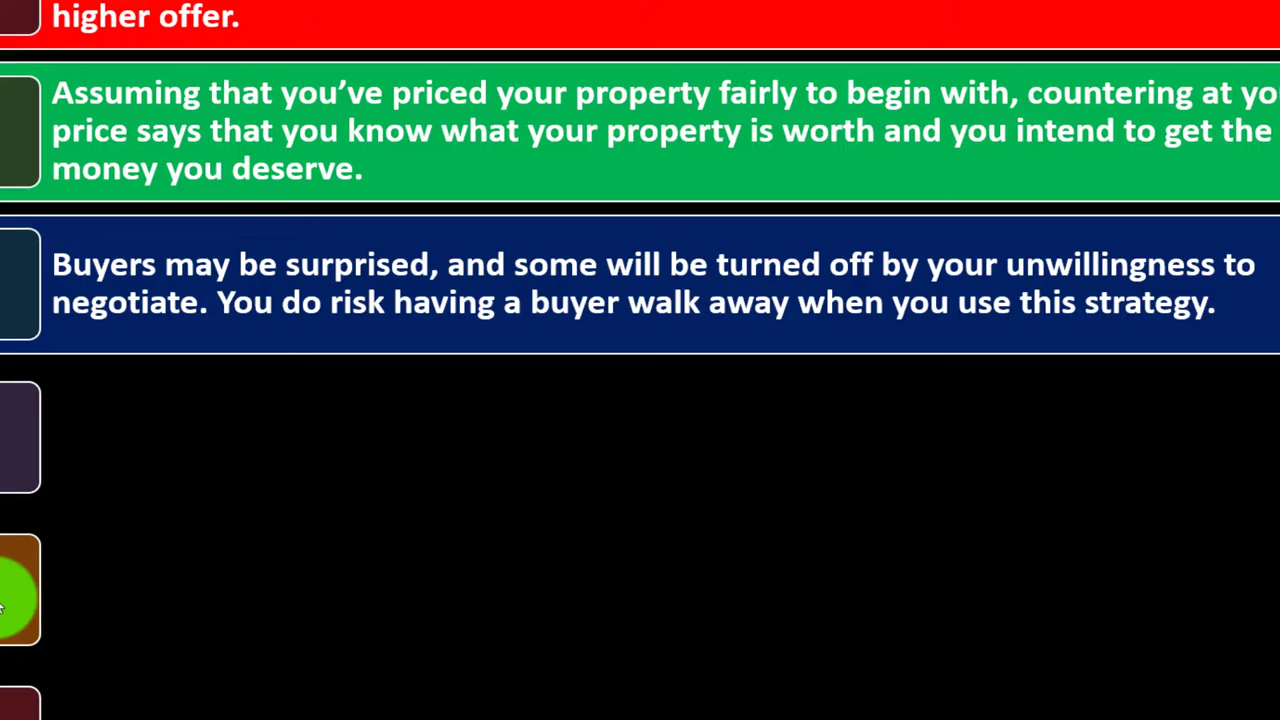 higher offer.
Assuming that you’ve priced your property fairly to begin with, countering at
price says that you know what your property is worth and you intend to get the
money you deserve.
Buyers may be surprised, and some will be turned off by your unwillingness to
negotiate. You do risk having a buyer walk away when you use this strategy.